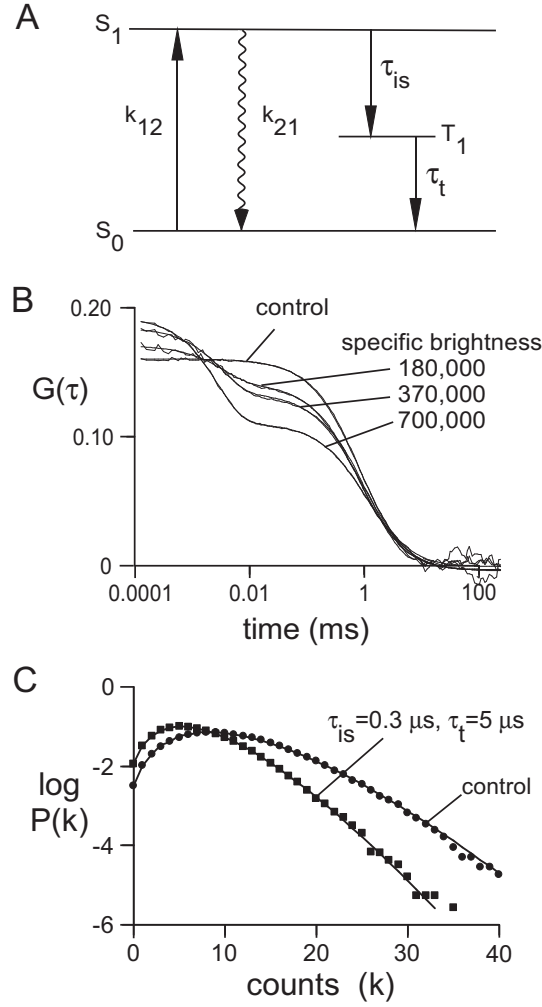 A
S1
k12
k21
τis
T1
τt
S0
B
0.20
control
specific brightness
180,000
370,000
700,000
G(τ)
0.10
0
0.0001
0.01
1
100
time (ms)
C
0
τis=0.3 μs, τt=5 μs
-2
log
P(k)
control
-4
-6
0
10
20
30
40
counts (k)